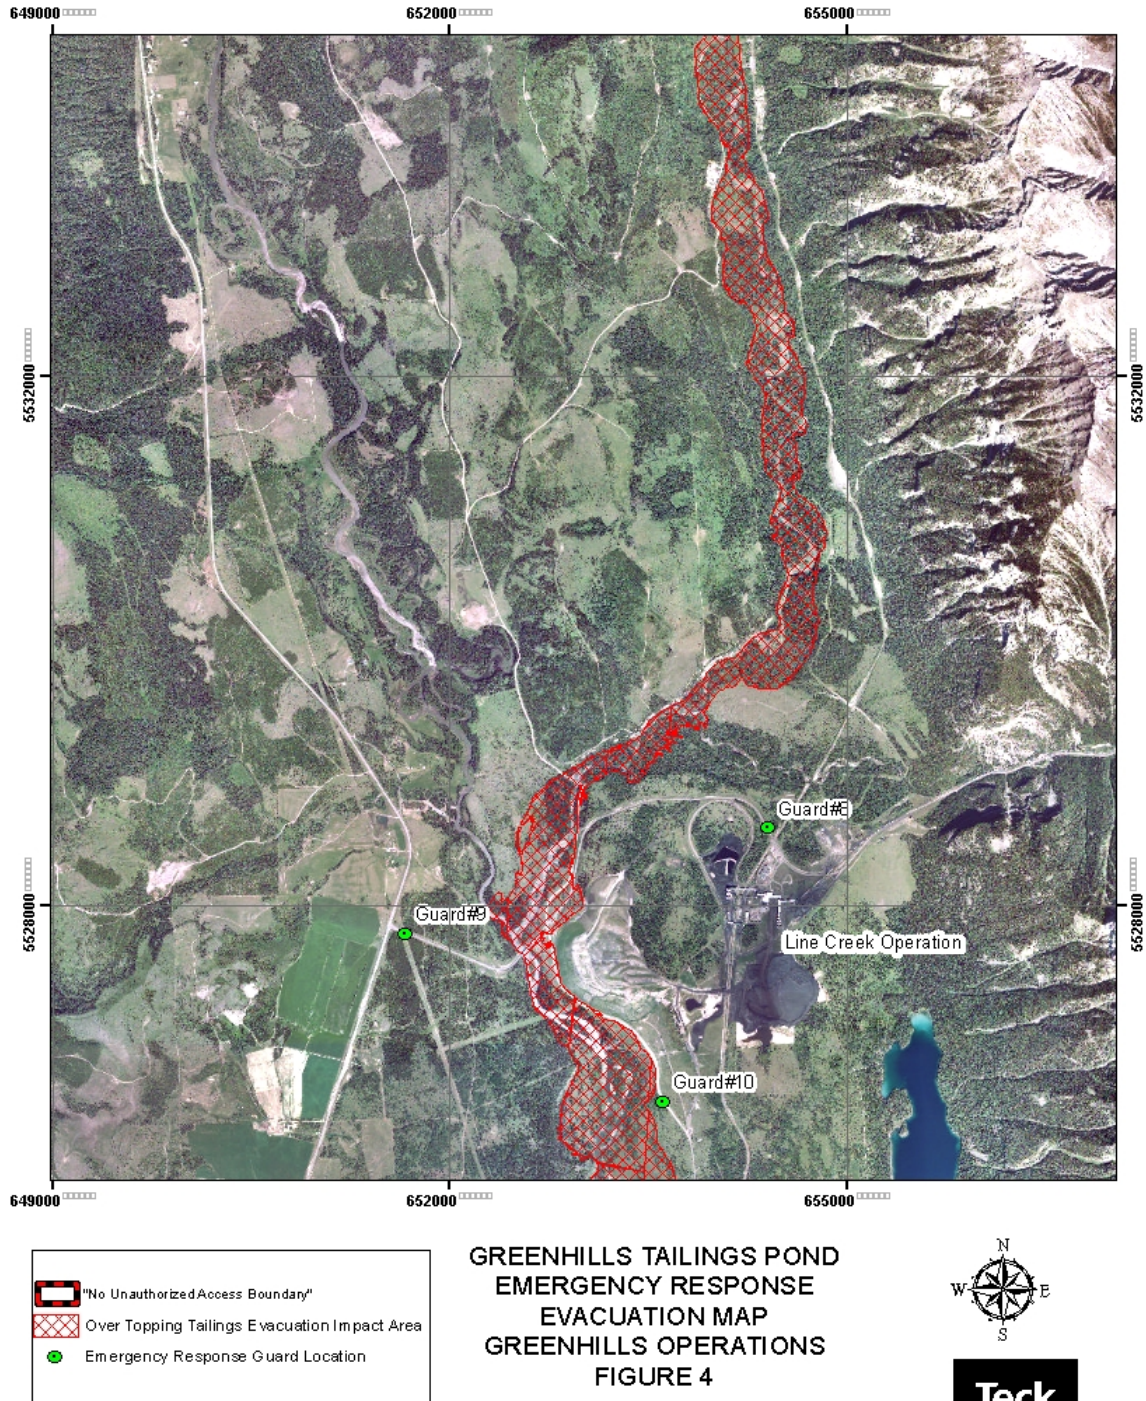 649000
652000
655000
5532000
5532000
Guard#8
Guard#9
5528000
5528000
Line Creek Operation
Guard#10
649000
652000
655000
"No Unauthorized Access Boundary"
Over Topping Tailings Evacuation Impact Area
Emergency Response Guard Location
GREENHILLS TAILINGS POND
EMERGENCY RESPONSE
EVACUATION MAP
GREENHILLS OPERATIONS
FIGURE 4
N
W E
S
Teck